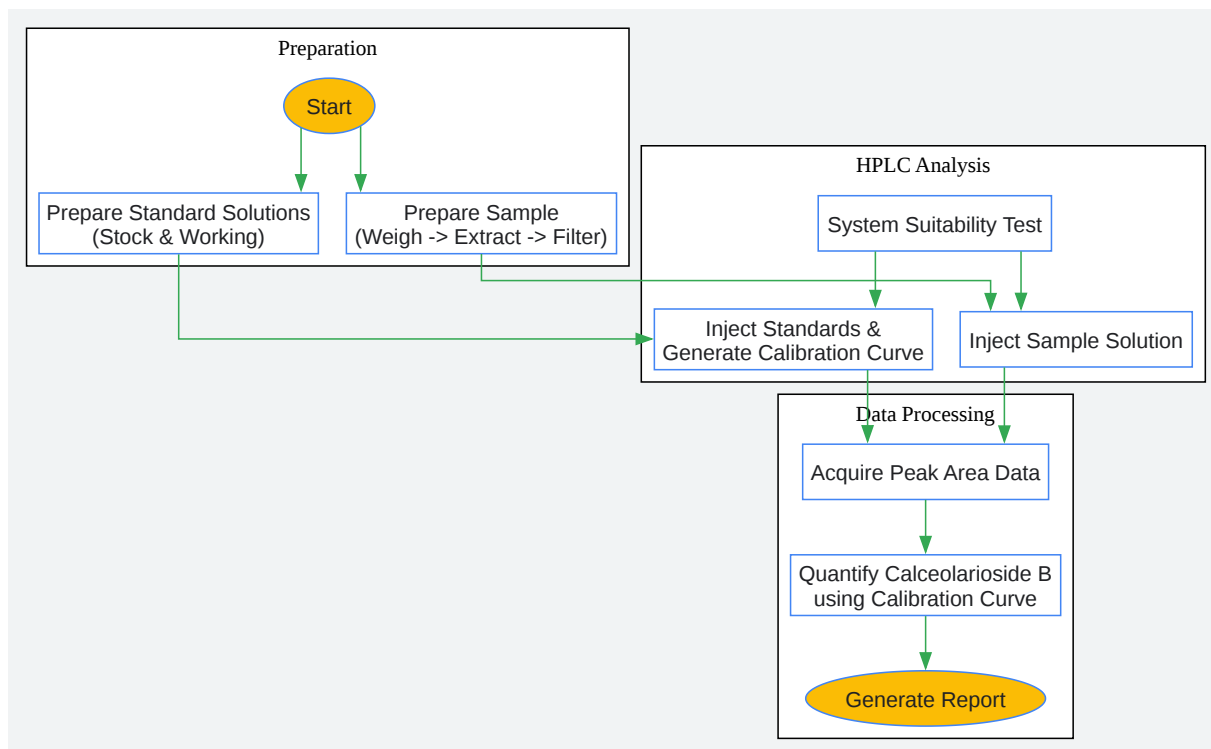 Preparation
Start
Prepare Standard Solutions
(Stock & Working)
Prepare Sample
(Weigh -> Extract -> Filter)
HPLC Analysis
System Suitability Test
Inject Standards &
Generate Calibration Curve
Inject Sample Solution
Data Processing
Acquire Peak Area Data
Quantify Calceolarioside B
using Calibration Curve
Generate Report